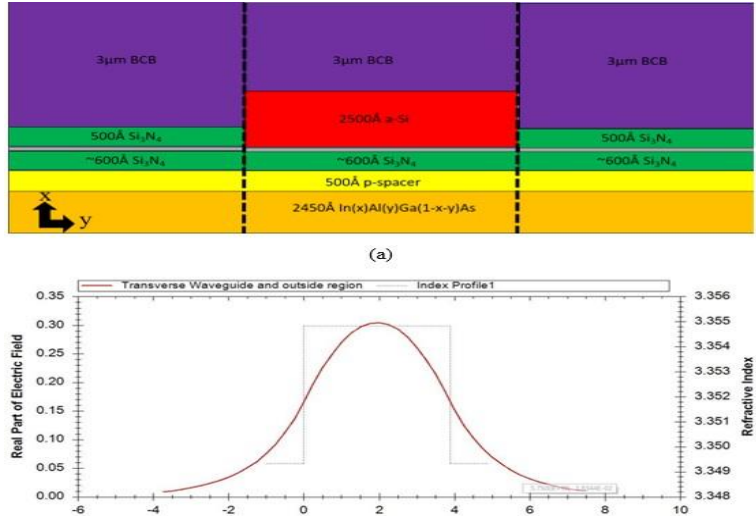 3µm BCB 3µm BCB 3µm BCB
2500Å a-Si
500Å Si₃N₄ 500Å Si₃N₄
~600Å Si₃N₄ ~600Å Si₃N₄ ~600Å Si₃N₄
500Å p-spacer
x
y
2450Å In(x)Al(y)Ga(1-x-y)As
(a)
Transverse Waveguide and outside region Index Profile1
0.35 3.356
0.30 3.355
0.25 3.354
0.20 3.352
0.15 3.351
0.10 3.350
0.05 3.349
0.00 3.348
Real Part of Electric Field
Refractive Index
-6 -4 -2 0 2 4 6 8 10